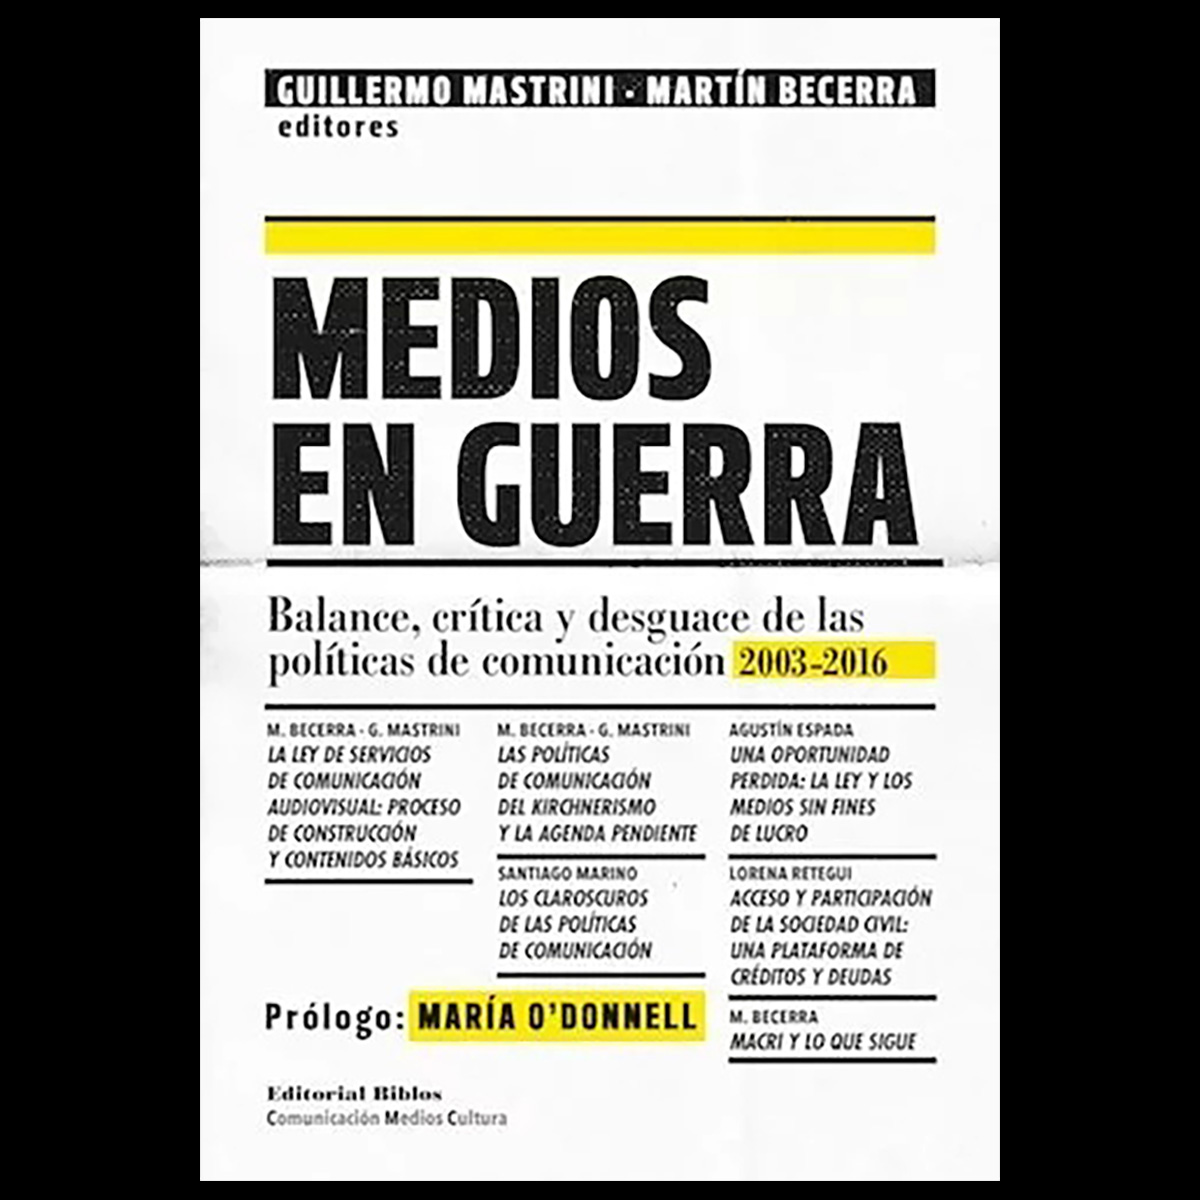 GUILLERMO MASTRINI · MARTÍN BECERRA
editores
MEDIOS
EN GUERRA
Balance, crítica y desguace de las
políticas de comunicación 2003-2016
M. BECERRA - G. MASTRINI
LA LEY DE SERVICIOS
DE COMUNICACIÓN
AUDIOVISUAL: PROCESO
DE CONSTRUCCIÓN
Y CONTENIDOS BÁSICOS
M. BECERRA - G. MASTRINI
LAS POLÍTICAS
DE COMUNICACIÓN
DEL KIRCHNERISMO
Y LA AGENDA PENDIENTE
SANTIAGO MARINO
LOS CLAROSCUROS
DE LAS POLÍTICAS
DE COMUNICACIÓN
AGUSTÍN ESPADA
UNA OPORTUNIDAD
PERDIDA: LA LEY Y LOS
MEDIOS SIN FINES
DE LUCRO
LORENA RETEGUI
ACCESO Y PARTICIPACIÓN
DE LA SOCIEDAD CIVIL:
UNA PLATAFORMA DE
CRÉDITOS Y DEUDAS
M. BECERRA
MACRI Y LO QUE SIGUE
Prólogo: MARÍA O'DONNELL
Editorial Biblos
Comunicación Medios Cultura